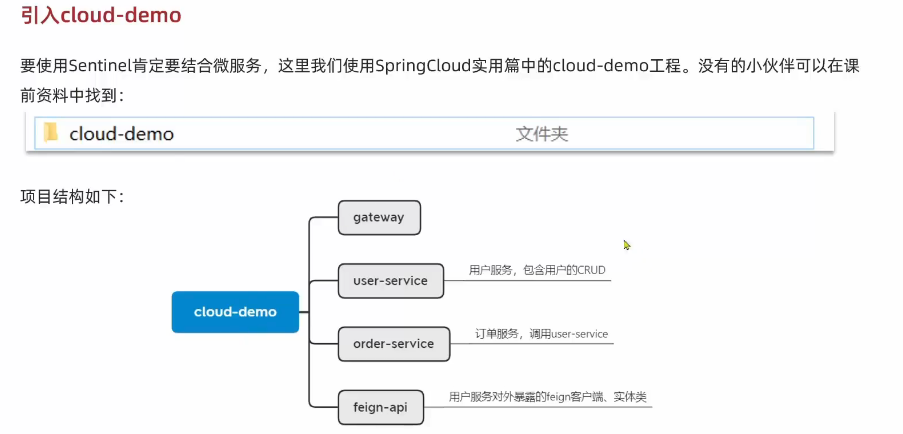 引入cloud-demo
要使用Sentinel肯定要结合微服务，这里我们使用SpringCloud实用篇中的cloud-demo工程。没有的小伙伴可以在课
前资料中找到：
cloud-demo 文件夹
项目结构如下：
gateway
user-service 用户服务，包含用户的CRUD
cloud-demo
order-service 订单服务，调用user-service
feign-api 用户服务对外暴露的feign客户端、实体类